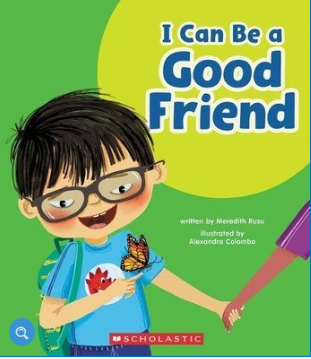 I Can Be a
Good
Friend
written by Meredith Rusu
illustrated by
Alexandra Colombo
SCHOLASTIC